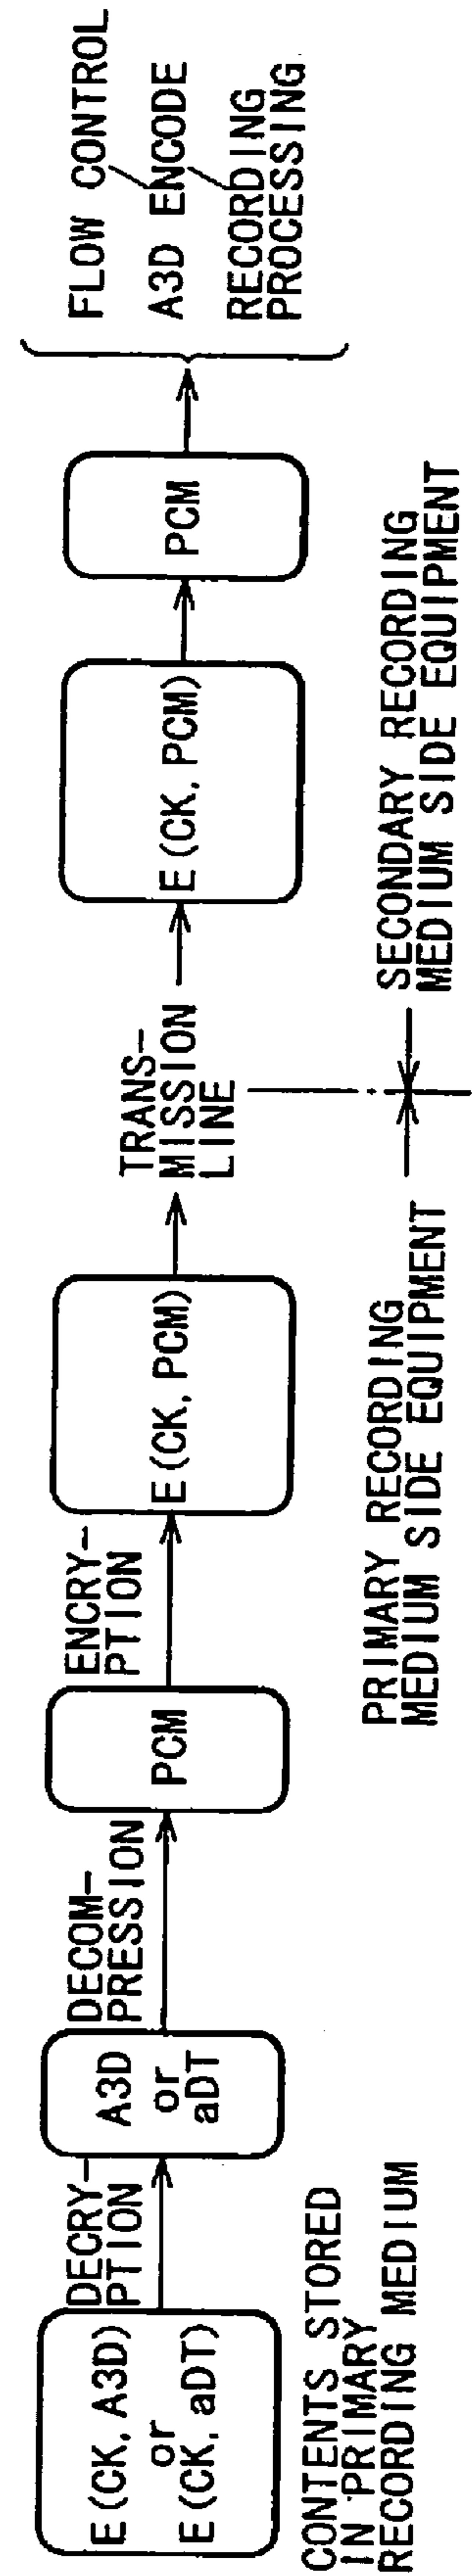 E(CK, A3D)
or
E(CK, aDT)
CONTENTS STORED
IN PRIMARY
RECORDING MEDIUM
DECRY-
PTION
A3D
or
aDT
DECOM-
PRESSION
PCM
ENCRY-
PTION
E(CK, PCM)
PRIMARY RECORDING
MEDIUM SIDE EQUIPMENT
TRANS-
MISSION
LINE
E(CK, PCM)
SECONDARY RECORDING
MEDIUM SIDE EQUIPMENT
PCM
FLOW CONTROL
A3D ENCODE
RECORDING
PROCESSING